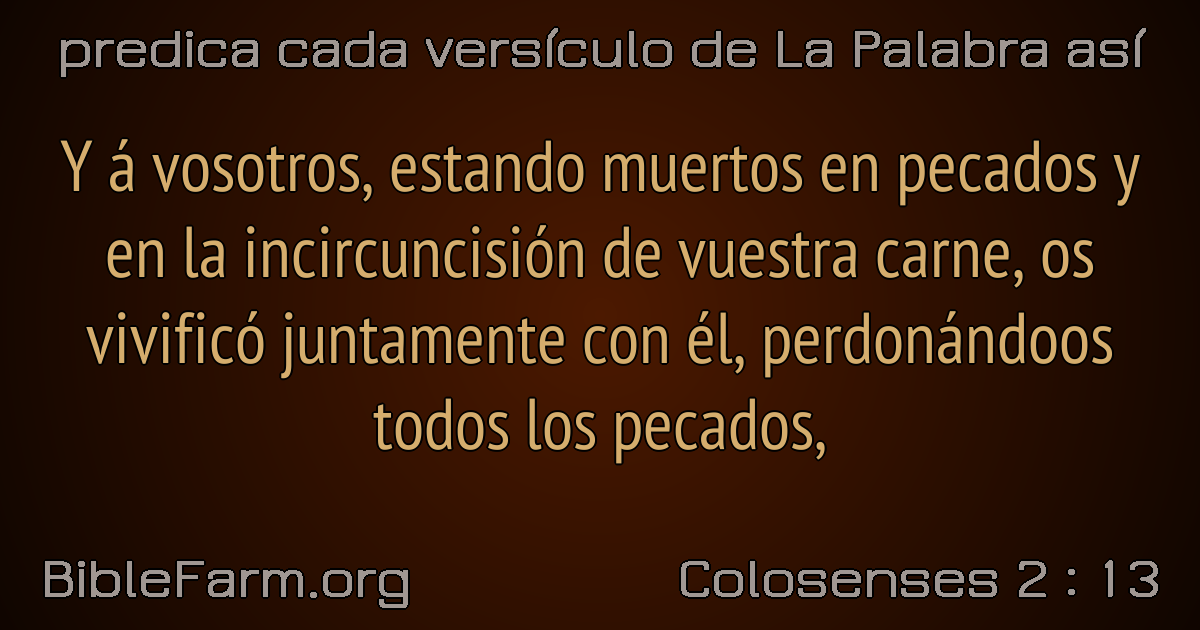 predica cada versículo de La Palabra así
Y á vosotros, estando muertos en pecados y
en la incircuncisión de vuestra carne, os
vivificó juntamente con él, perdonándoos
todos los pecados,
BibleFarm.org
Colosenses 2 : 13